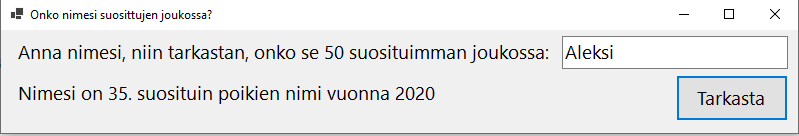 Onko nimesi suosittujen joukossa?
Anna nimesi, niin tarkastan, onko se 50 suosituimman joukossa: Aleksi
Nimesi on 35. suosituin poikien nimi vuonna 2020
Tarkasta